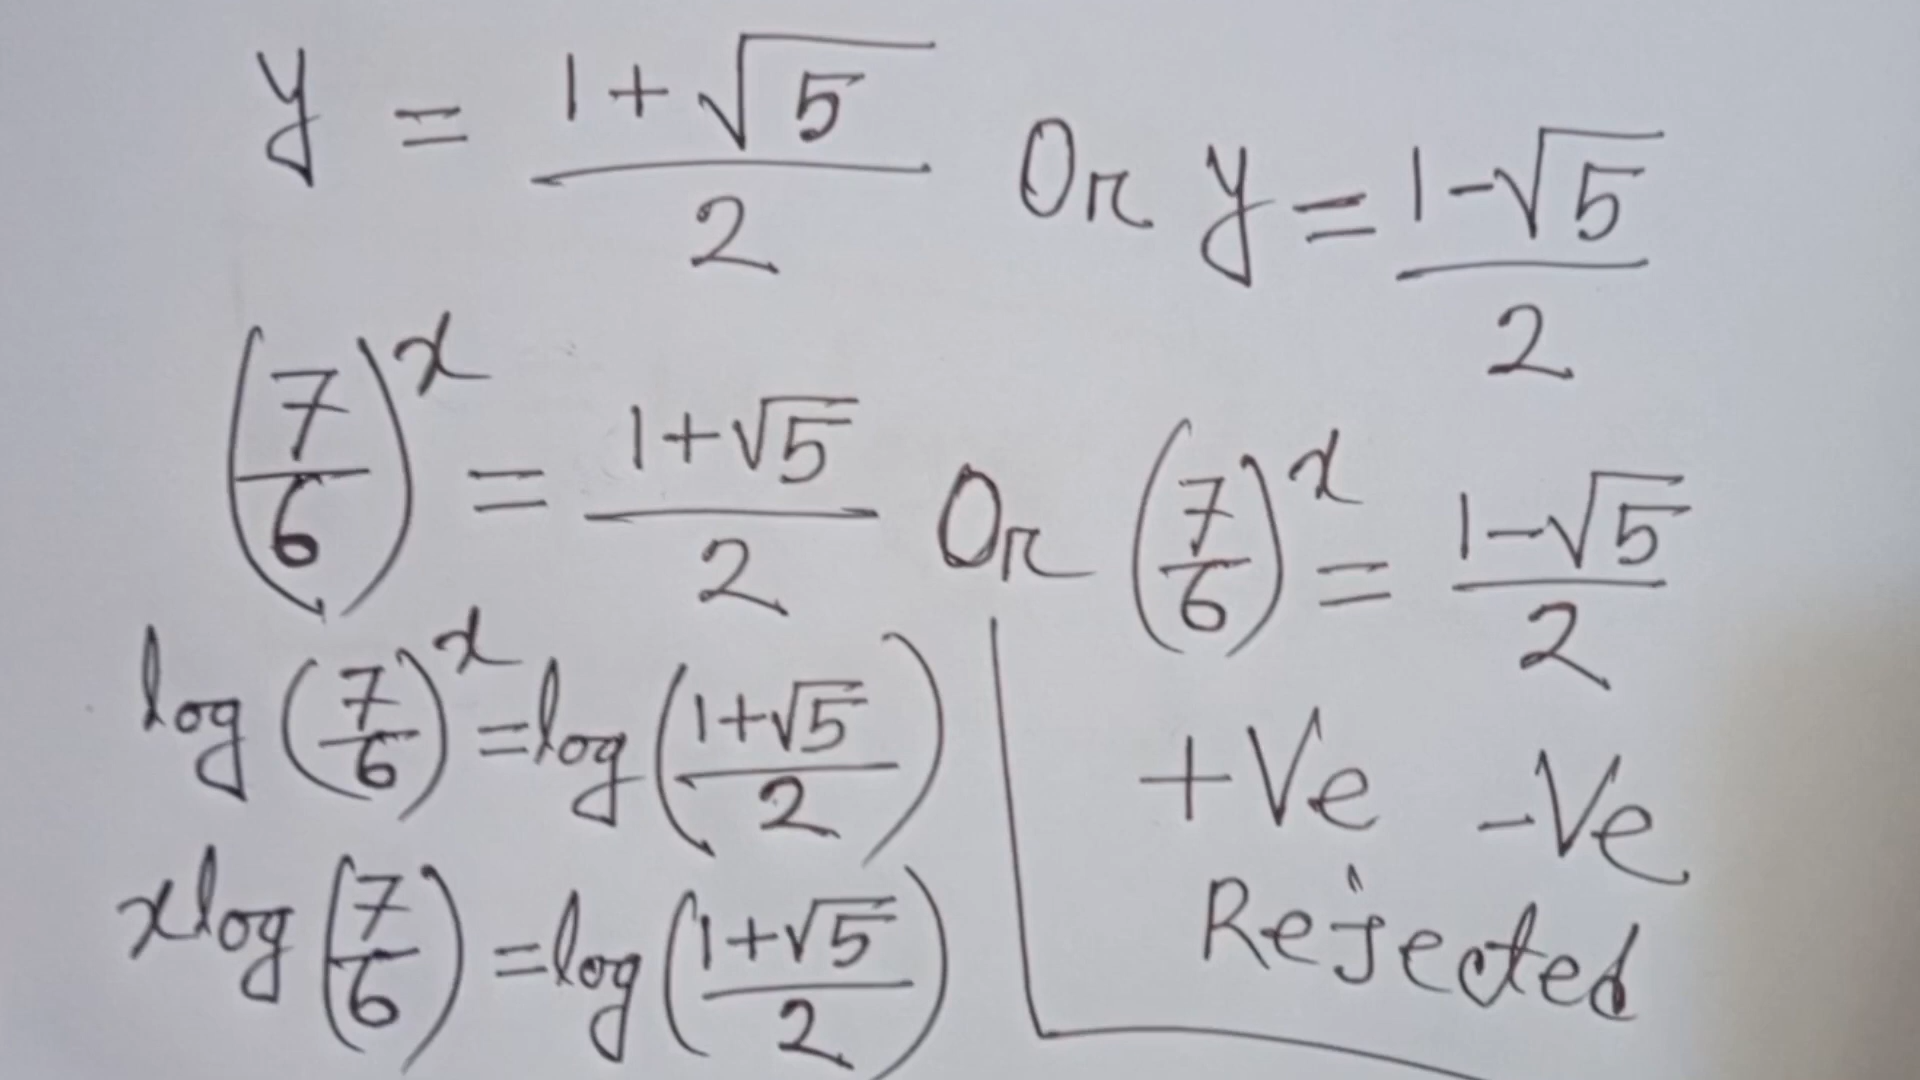 y = (1+√5)/2 Or y = (1-√5)/2
(7/6)^x = (1+√5)/2 Or (7/6)^x = (1-√5)/2
log (7/6)^x = log ((1+√5)/2)
+Ve -Ve
x log (7/6) = log ((1+√5)/2)
Rejected